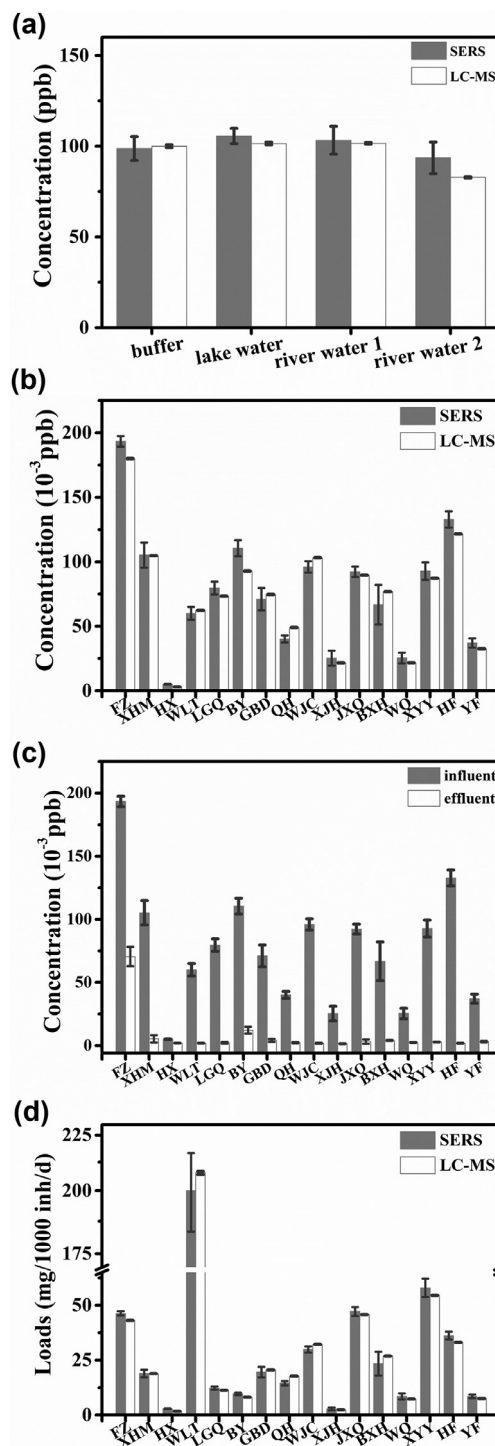 (a)
150
100
50
0
Concentration (ppb)
SERS
LC-MS
buffer
lake water
river water 1
river water 2
(b)
200
150
100
50
0
Concentration (10-3ppb)
SERS
LC-MS
FZ
XHM
HX
WLT
LGQ
BY
GBD
QH
WJC
XJH
JXQ
BXH
WQ
XYY
HF
YF
(c)
200
150
100
50
0
Concentration (10-3ppb)
influent
effluent
FZ
XHM
HX
WLT
LGQ
BY
GBD
QH
WJC
XJH
JXQ
BXH
WQ
XYY
HF
YF
(d)
225
200
175
50
25
0
Loads (mg/1000 inh/d)
SERS
LC-MS
FZ
XHM
HX
WLT
LGQ
BY
GBD
QH
WJC
XJH
JXQ
BXH
WQ
XYY
HF
YF